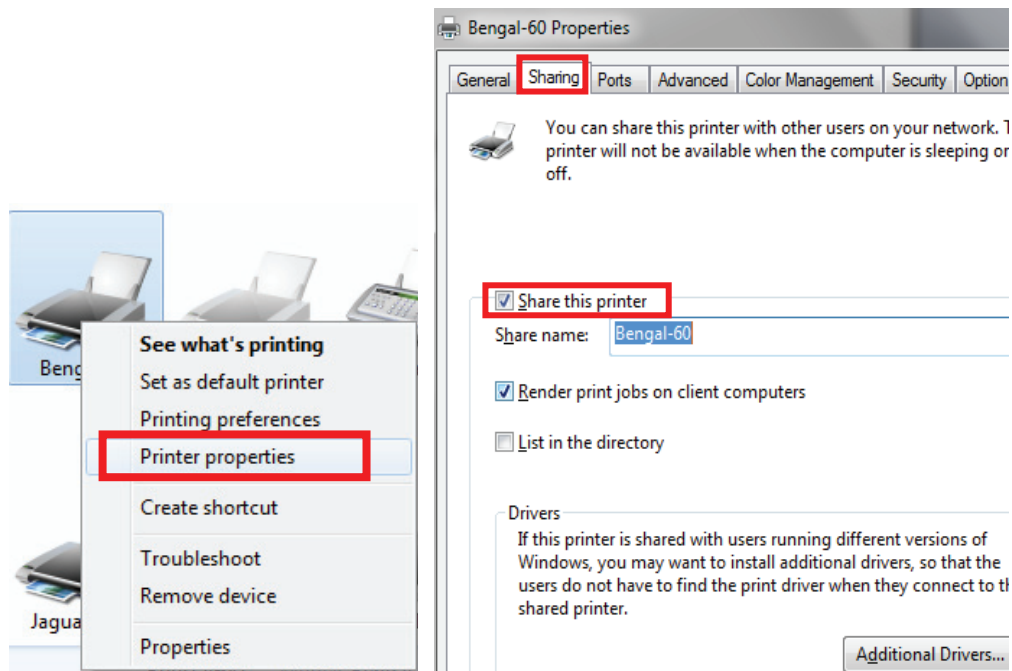 Beng
See what's printing
Set as default printer
Printing preferences
Printer properties
Create shortcut
Troubleshoot
Remove device
Properties
Jagua
Bengal-60 Properties
General Sharing Ports Advanced Color Management Security Option
You can share this printer with other users on your network. T
printer will not be available when the computer is sleeping or
off.
Share this printer
Share name: Bengal-60
Render print jobs on client computers
List in the directory
Drivers
If this printer is shared with users running different versions of
Windows, you may want to install additional drivers, so that the
users do not have to find the print driver when they connect to th
shared printer.
Additional Drivers...